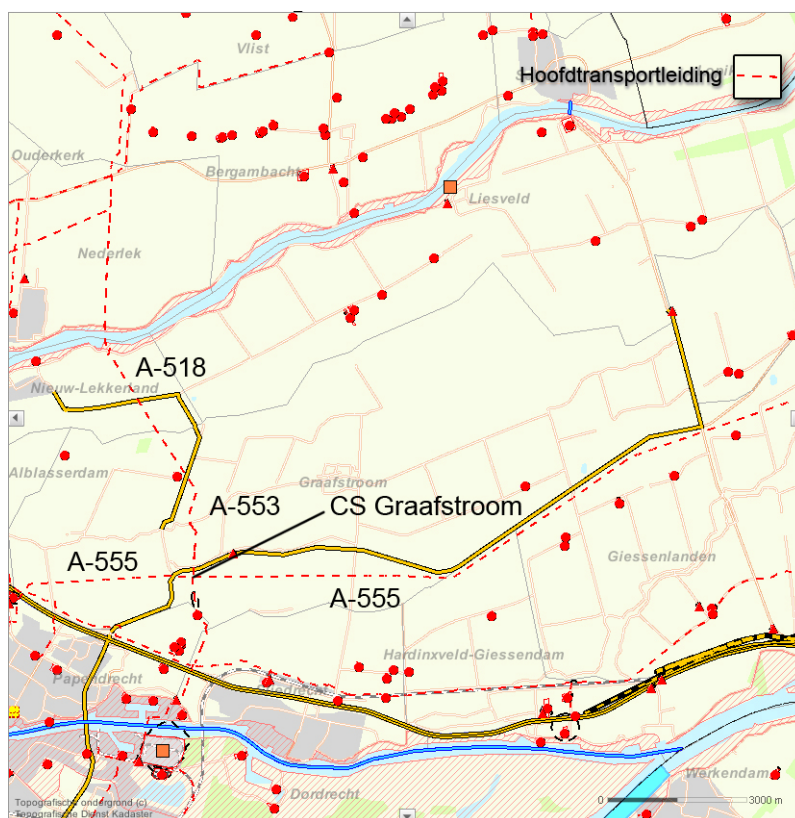 Vlist
Hoofdtransportleiding
Ouderkerk
Bergambacht
Liesveld
Nederlek
A-518
Nieuw-Lekkerland
Alblasserdam
Graafstroom
A-553
CS Graafstroom
A-555
Giessenlanden
A-555
Hardinxveld-Giessendam
Papendrecht
Werkendam
Dordrecht
0 3000 m
Topografische ondergrond (c)
Topografische Dienst Kadaster